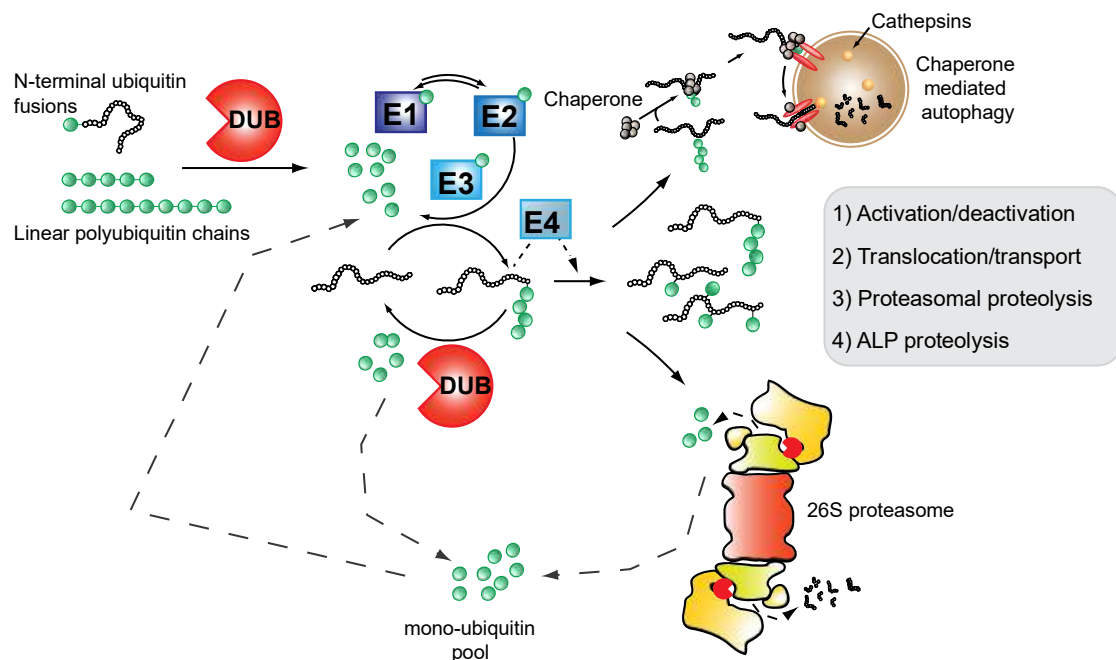 N-terminal ubiquitin
fusions
DUB
Linear polyubiquitin chains
E1
E2
E3
E4
DUB
Chaperone
Cathepsins
Chaperone
mediated
autophagy
1) Activation/deactivation
2) Translocation/transport
3) Proteasomal proteolysis
4) ALP proteolysis
26S proteasome
mono-ubiquitin
pool